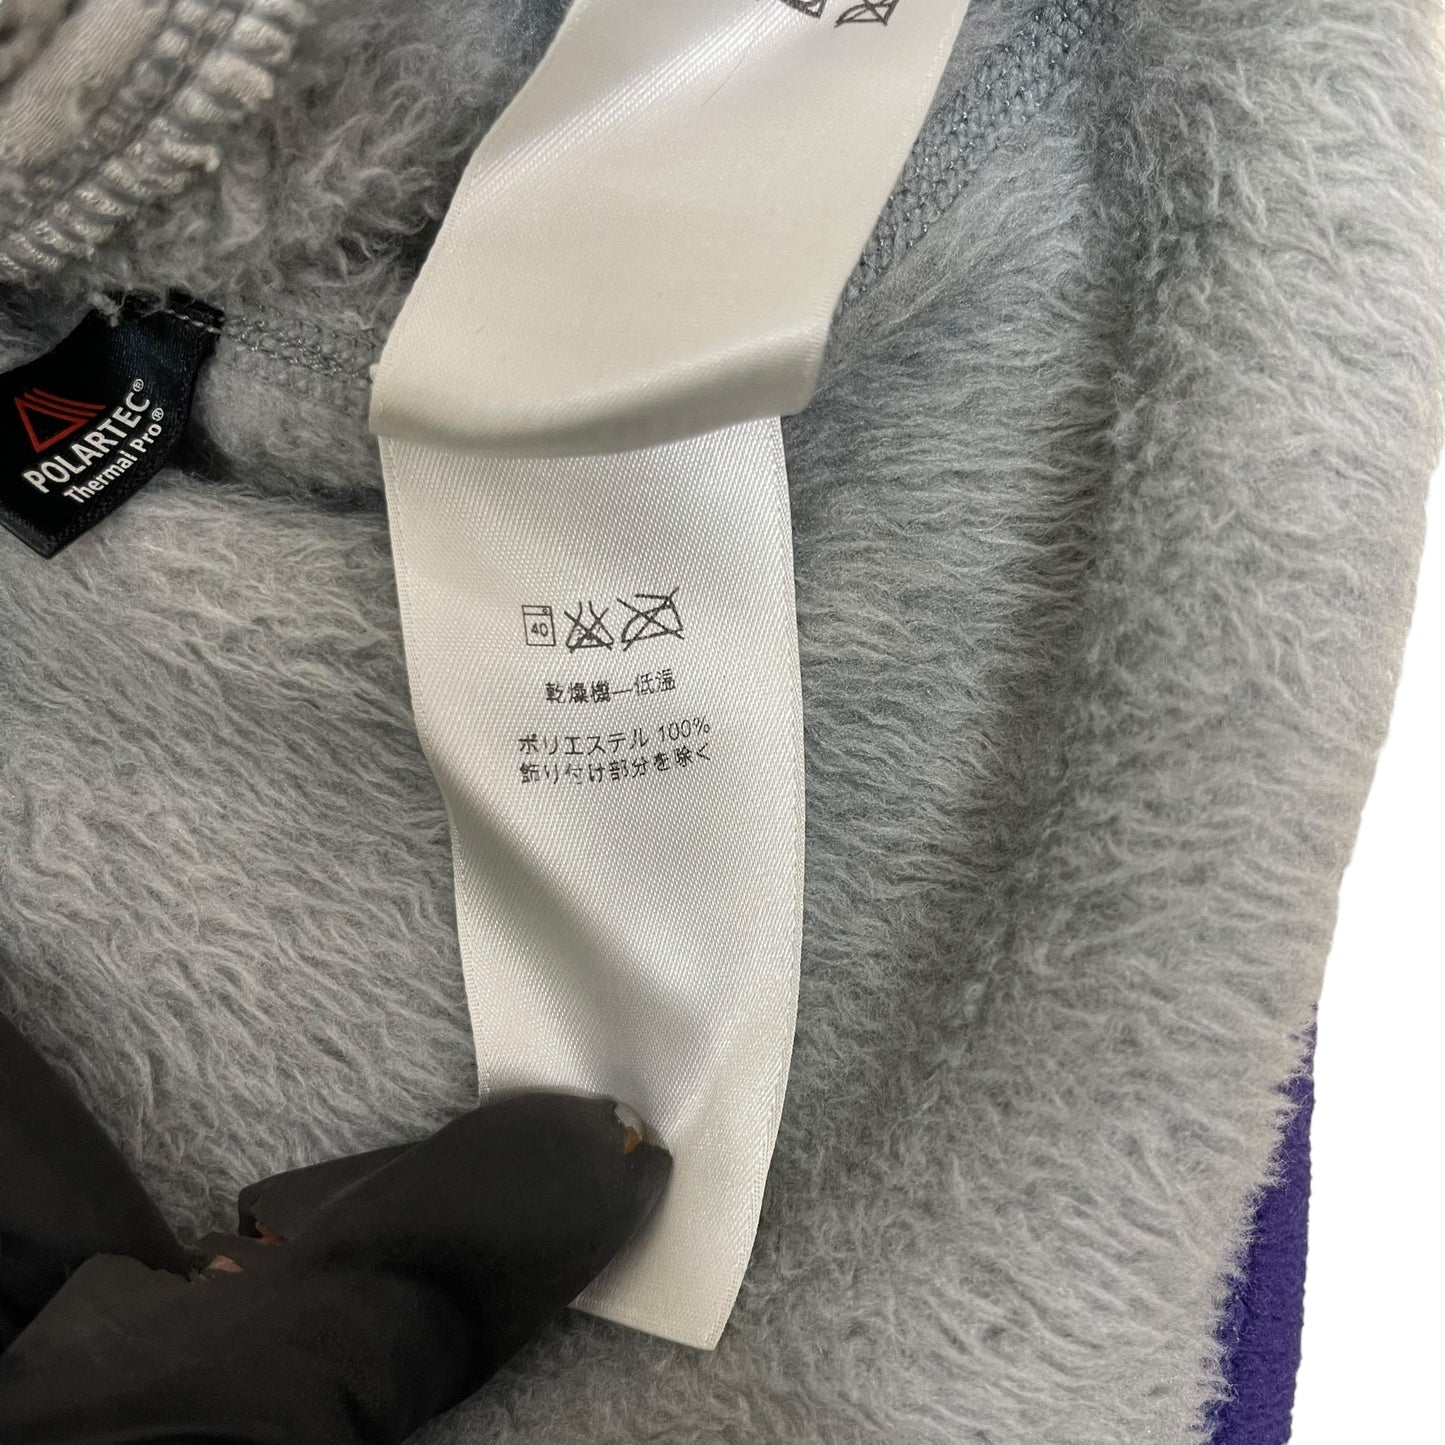 POLARTEC®
Thermal Pro®
40
乾燥機—低温
ポリエステル 100%
飾り付け部分を除く